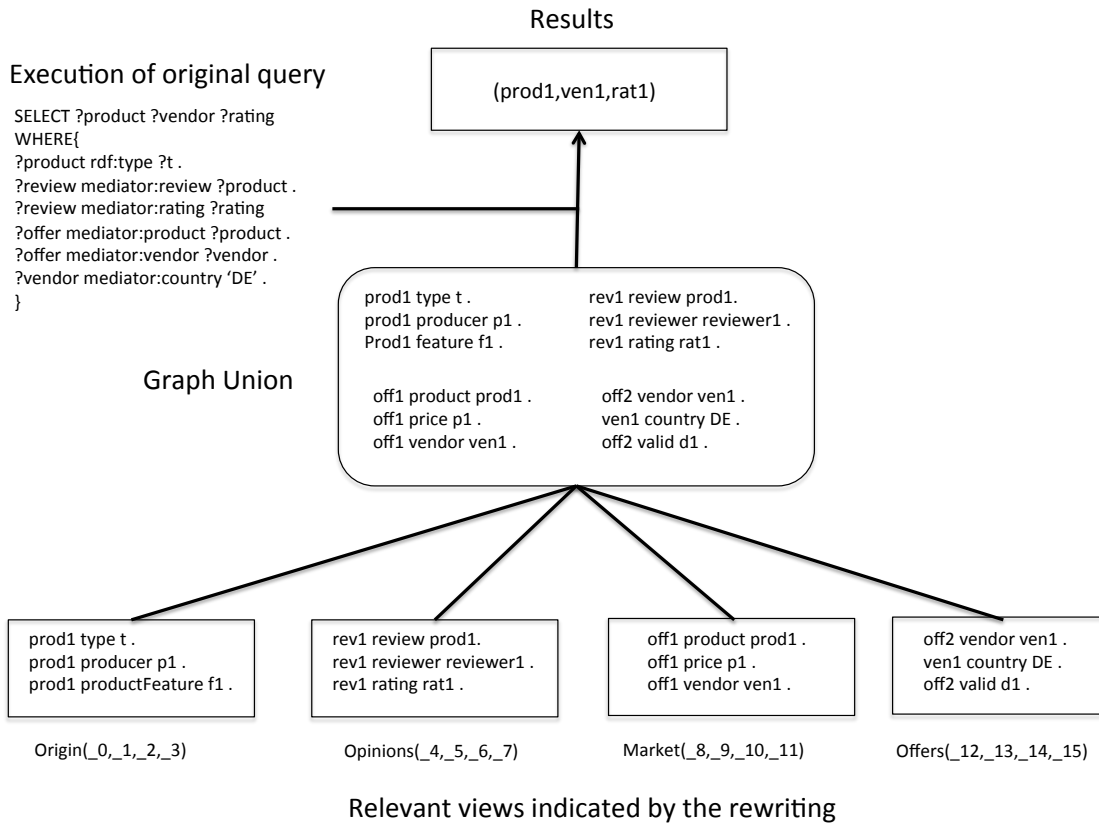 Results
(prod1,ven1,rat1)
Execution of original query
SELECT ?product ?vendor ?rating
WHERE{
?product rdf:type ?t .
?review mediator:review ?product .
?review mediator:rating ?rating
?offer mediator:product ?product .
?offer mediator:vendor ?vendor .
?vendor mediator:country ‘DE’ .
}
Graph Union
prod1 type t .
prod1 producer p1 .
Prod1 feature f1 .
rev1 review prod1.
rev1 reviewer reviewer1 .
rev1 rating rat1 .
off1 product prod1 .
off1 price p1 .
off1 vendor ven1 .
off2 vendor ven1 .
ven1 country DE .
off2 valid d1 .
prod1 type t .
prod1 producer p1 .
prod1 productFeature f1 .
rev1 review prod1.
rev1 reviewer reviewer1 .
rev1 rating rat1 .
off1 product prod1 .
off1 price p1 .
off1 vendor ven1 .
off2 vendor ven1 .
ven1 country DE .
off2 valid d1 .
Origin(_0,_1,_2,_3)
Opinions(_4,_5,_6,_7)
Market(_8,_9,_10,_11)
Offers(_12,_13,_14,_15)
Relevant views indicated by the rewriting